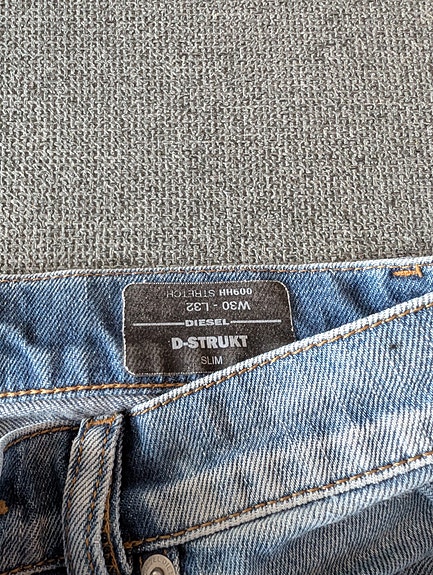 009HH STRETCH
W30 - L32
DIESEL
D-STRUKT
SLIM